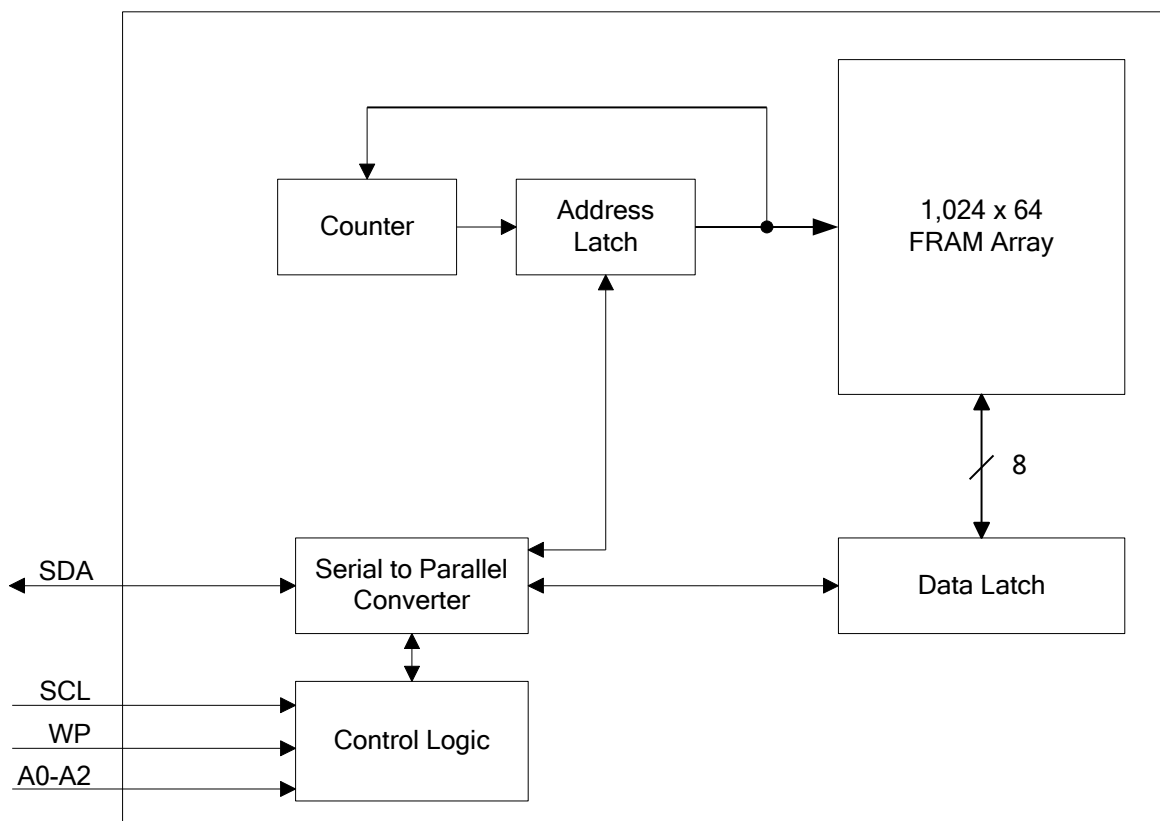 Counter
Address
Latch
1,024 x 64
FRAM Array
8
SDA
Serial to Parallel
Converter
Data Latch
SCL
WP
A0-A2
Control Logic